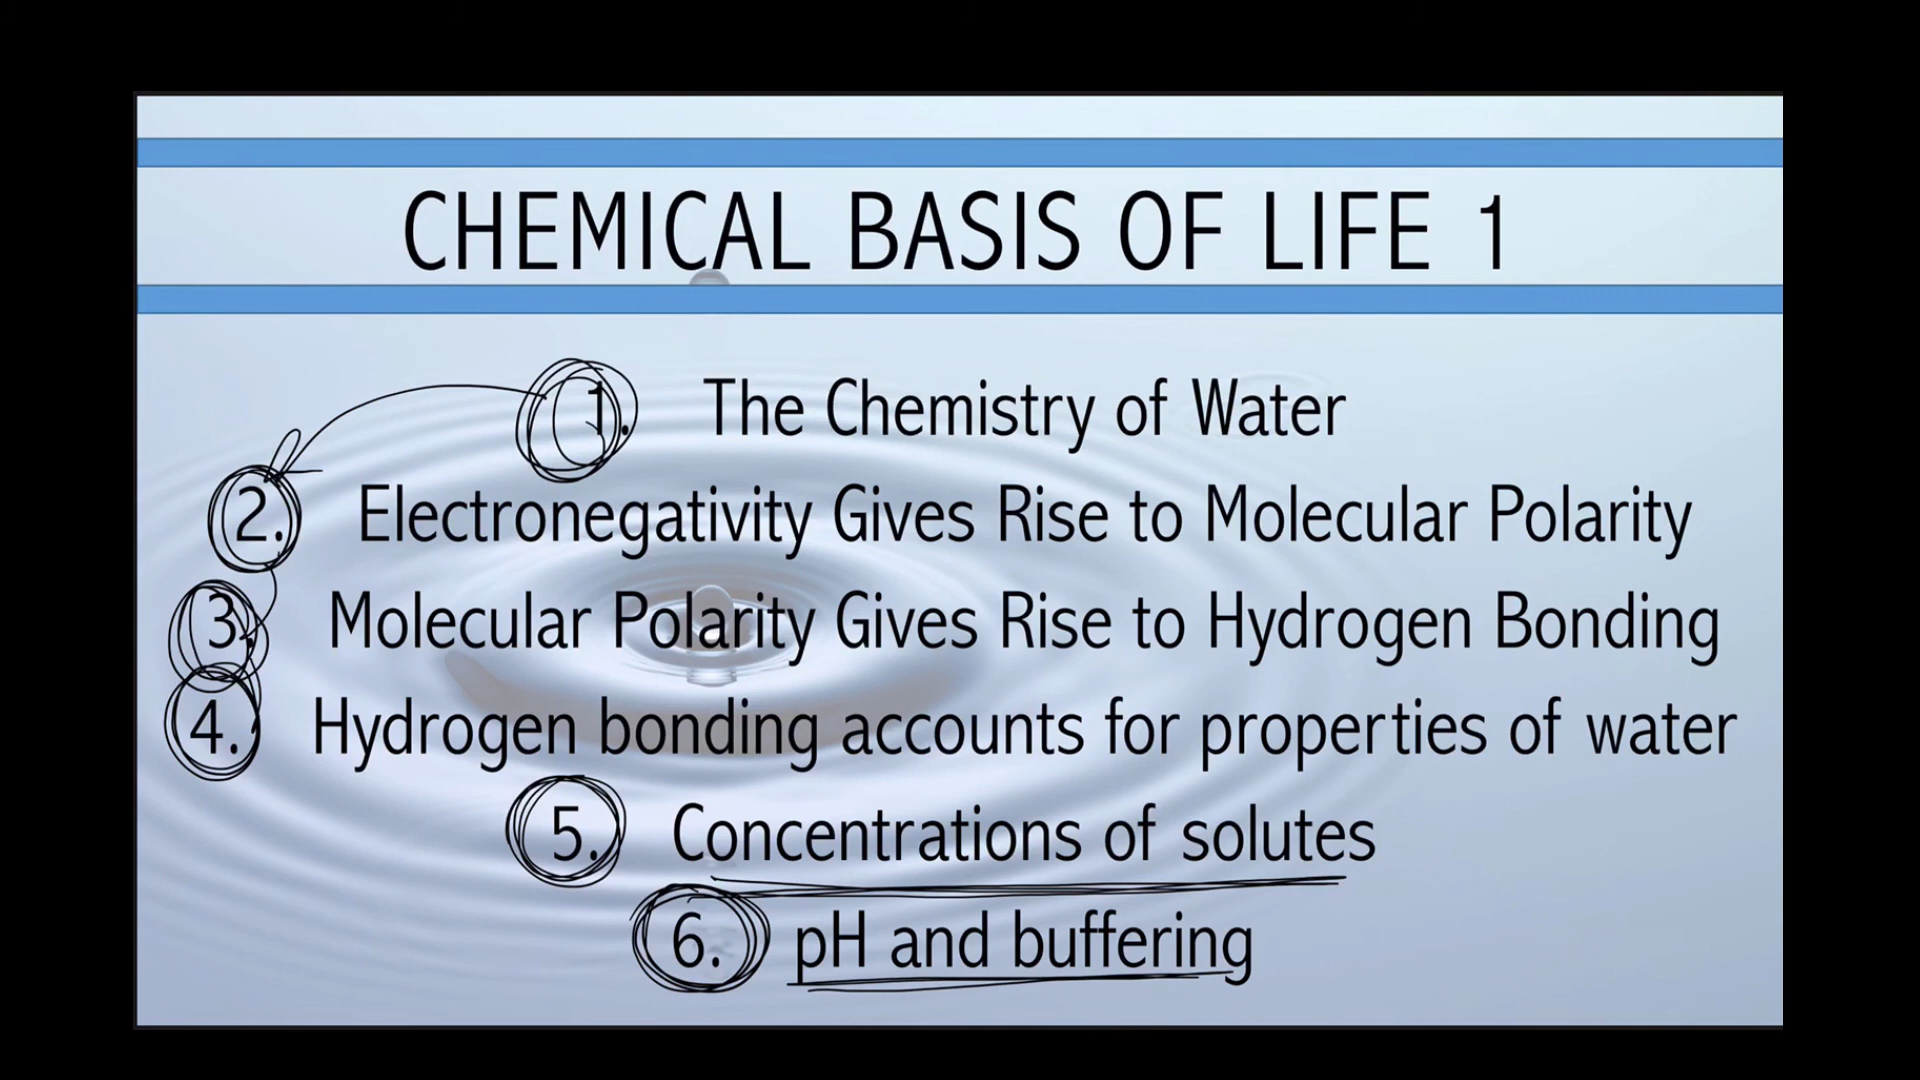 CHEMICAL BASIS OF LIFE 1
1. The Chemistry of Water
2. Electronegativity Gives Rise to Molecular Polarity
3. Molecular Polarity Gives Rise to Hydrogen Bonding
4. Hydrogen bonding accounts for properties of water
5. Concentrations of solutes
6. pH and buffering